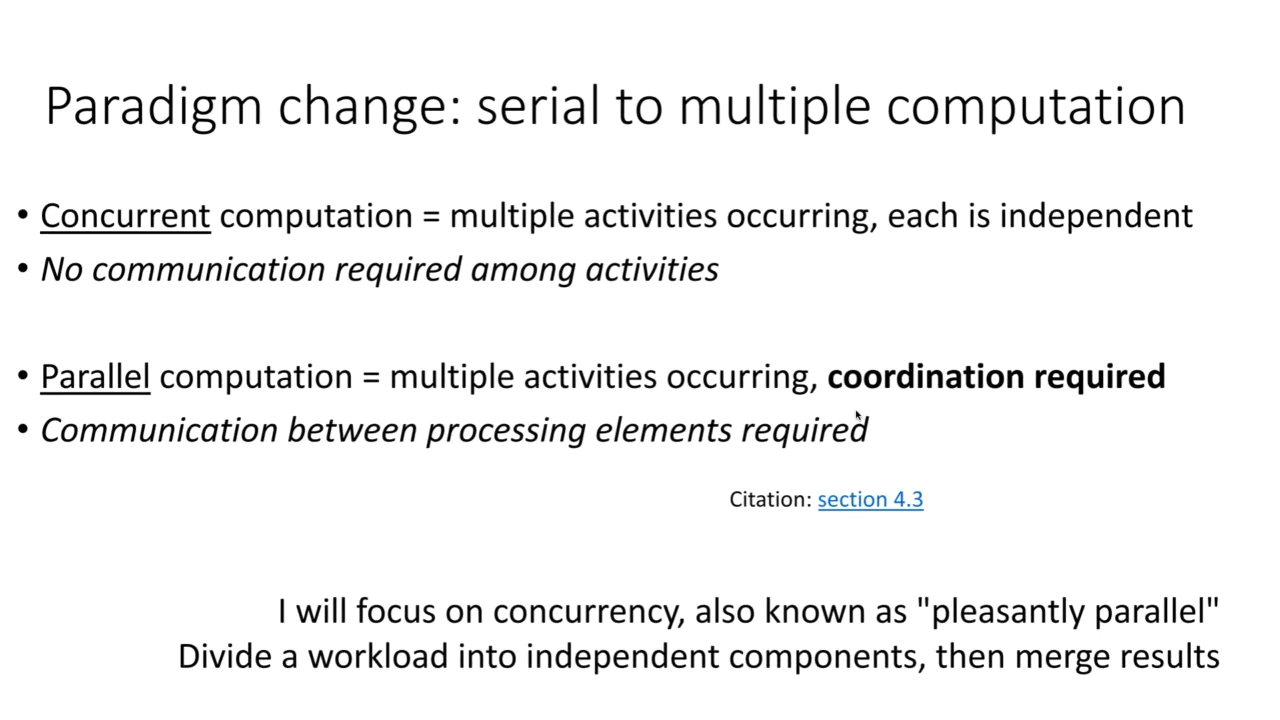 Paradigm change: serial to multiple computation
• Concurrent computation = multiple activities occurring, each is independent
• No communication required among activities
• Parallel computation = multiple activities occurring, coordination required
• Communication between processing elements required
Citation: section 4.3
I will focus on concurrency, also known as "pleasantly parallel"
Divide a workload into independent components, then merge results